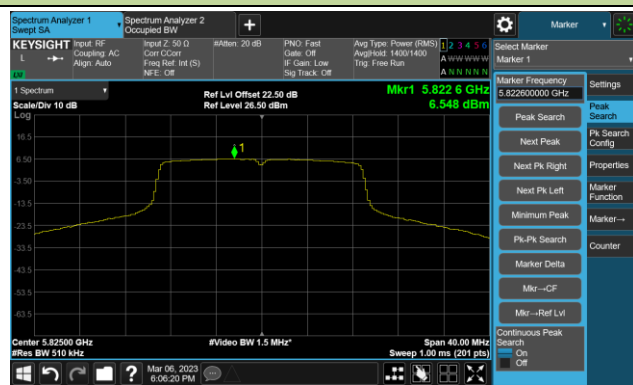 Spectrum Analyzer 1
Swept SA
Spectrum Analyzer 2
Occupied BW
+
Marker
KEYSIGHT
L
Input: RF
Coupling: AC
Align: Auto
Input Z: 50 Ω
Corr CCorr
Freq Ref: Int (S)
NFE: Off
#Atten: 20 dB
PNO: Fast
Gate: Off
IF Gain: Low
Sig Track: Off
Avg Type: Power (RMS)
Avg|Hold: 1400/1400
Trig: Free Run
1 2 3 4 5 6
A W W W W W
A N N N N N
Select Marker
Marker 1
1 Spectrum
Scale/Div 10 dB
Log
Ref Lvl Offset 22.50 dB
Ref Level 26.50 dBm
Mkr1 5.822 6 GHz
6.548 dBm
16.5
6.50
-3.50
-13.5
-23.5
-33.5
-43.5
-53.5
-63.5
1
Center 5.82500 GHz
#Res BW 510 kHz
#Video BW 1.5 MHz*
Span 40.00 MHz
Sweep 1.00 ms (201 pts)
Marker Frequency
5.822600000 GHz
Peak Search
Next Peak
Next Pk Right
Next Pk Left
Minimum Peak
Pk-Pk Search
Marker Delta
Mkr→CF
Mkr→Ref Lvl
Continuous Peak
Search
On
Off
Settings
Peak
Search
Pk Search
Config
Properties
Marker
Function
Marker→
Counter
?
Mar 06, 2023
6:06:20 PM